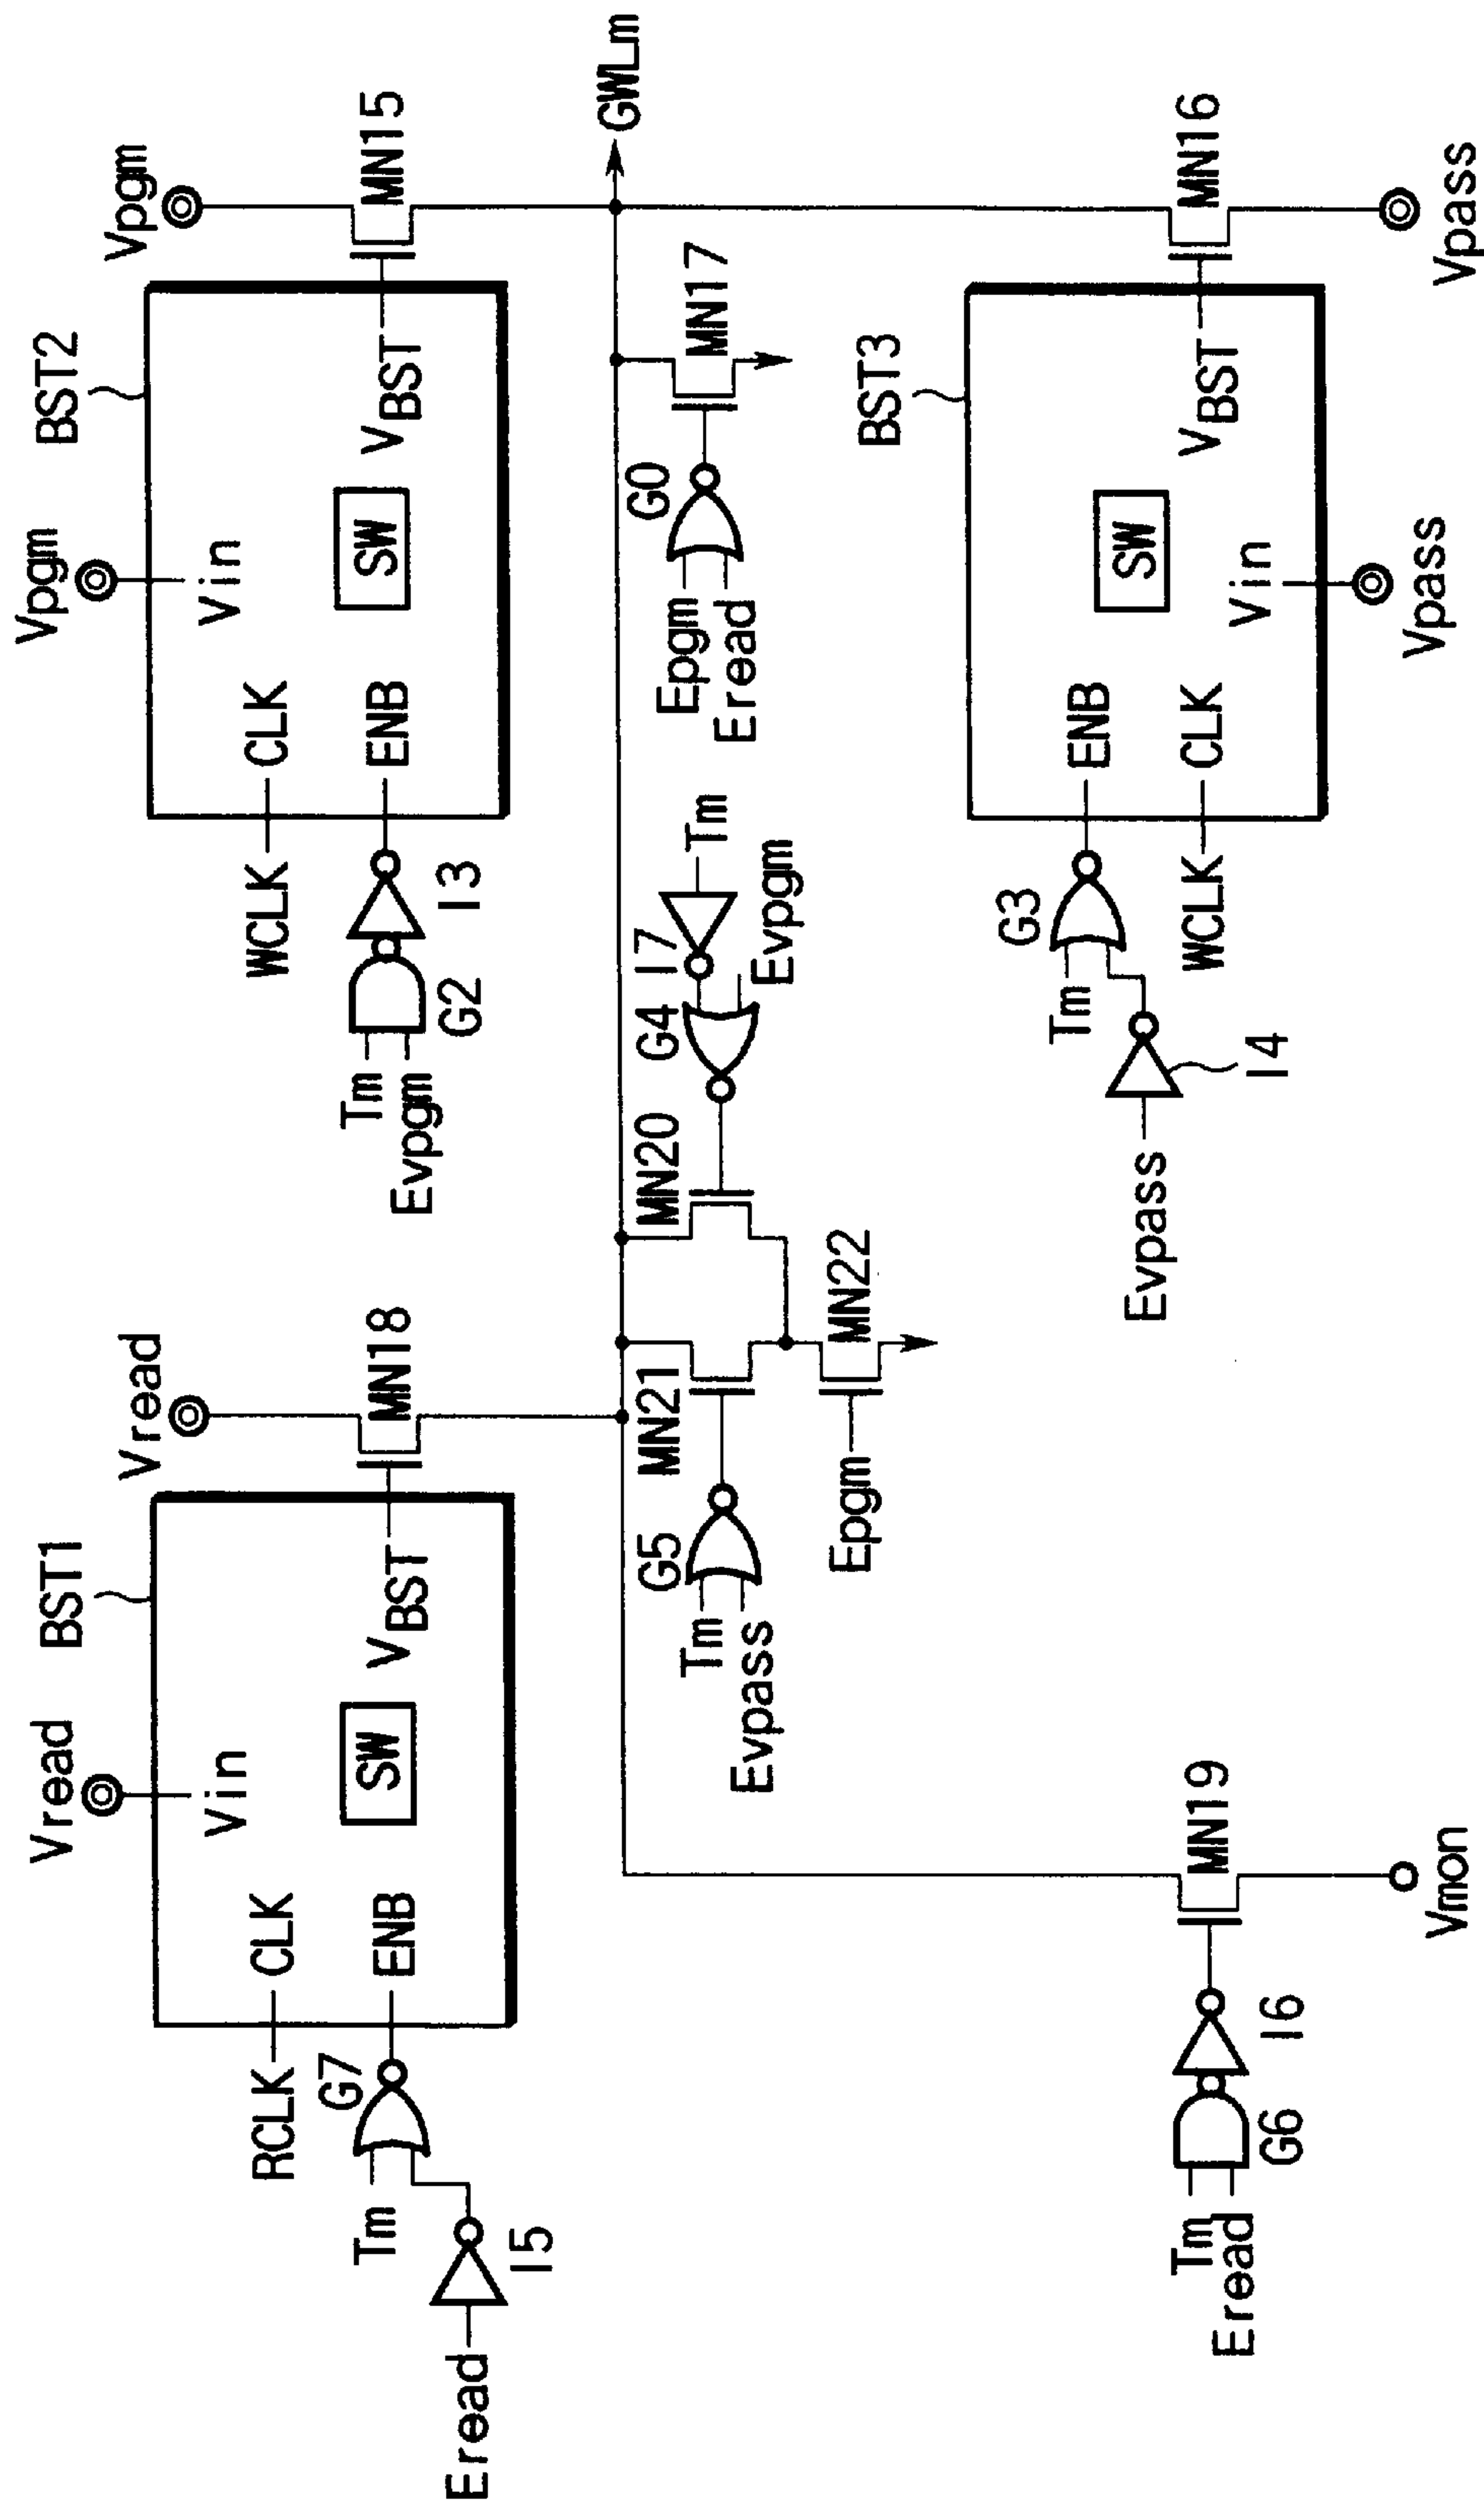 Vread
BST1
Vread
Vin
RCLK
CLK
SW
G7
Tm
ENB
VBST
MN18
Eread
I5
Vpgm
BST2
Vpgm
Vin
WCLK
CLK
SW
Tm
Evpgm
G2
I3
ENB
VBST
MN15
GWLm
G5
Tm
Evpass
MN21
MN20
G4
I7
Tm
Evpgm
Epgm
MN22
G0
Epgm
Eread
MN17
Tm
Eread
G6
I6
MN19
Vmon
BST3
Evpass
I4
Tm
G3
ENB
SW
WCLK
CLK
Vin
VBST
MN16
Vpass
Vpass